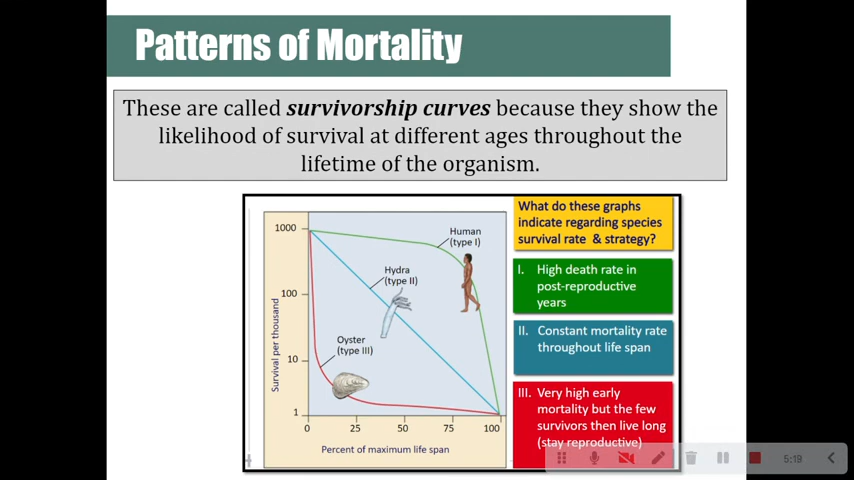 Patterns of Mortality
These are called survivorship curves because they show the
likelihood of survival at different ages throughout the
lifetime of the organism.
What do these graphs
indicate regarding species
survival rate & strategy?
I. High death rate in
post-reproductive
years
II. Constant mortality rate
throughout life span
III. Very high early
mortality but the few
survivors then live long
(stay reproductive)
1000
100
10
1
Survival per thousand
Human
(type I)
Hydra
(type II)
Oyster
(type III)
0 25 50 75 100
Percent of maximum life span
5:19